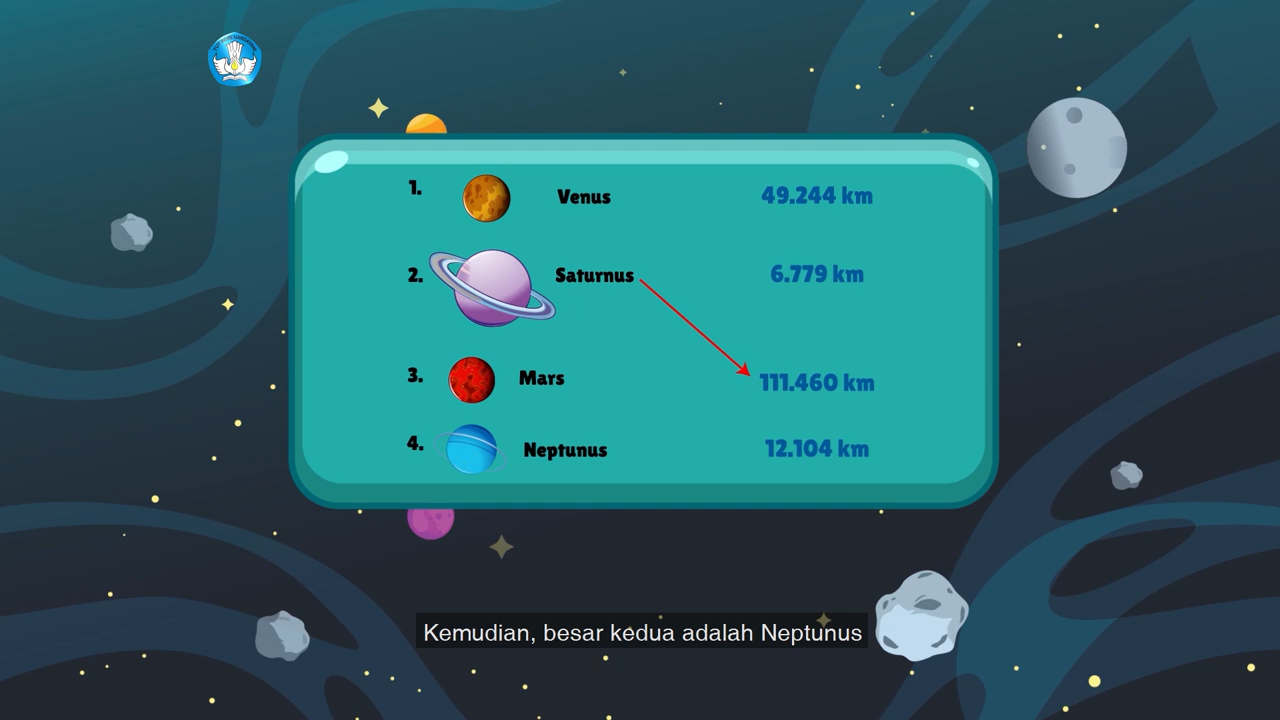 1. Venus 49.244 km
2. Saturnus 6.779 km
3. Mars 111.460 km
4. Neptunus 12.104 km
Kemudian, besar kedua adalah Neptunus